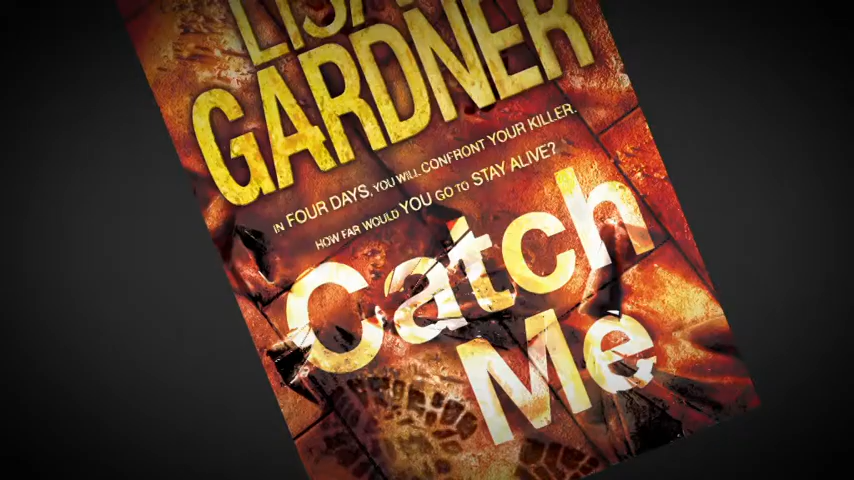 LISA
GARDNER
IN FOUR DAYS, YOU WILL CONFRONT YOUR KILLER.
HOW FAR WOULD YOU GO TO STAY ALIVE?
Catch
Me